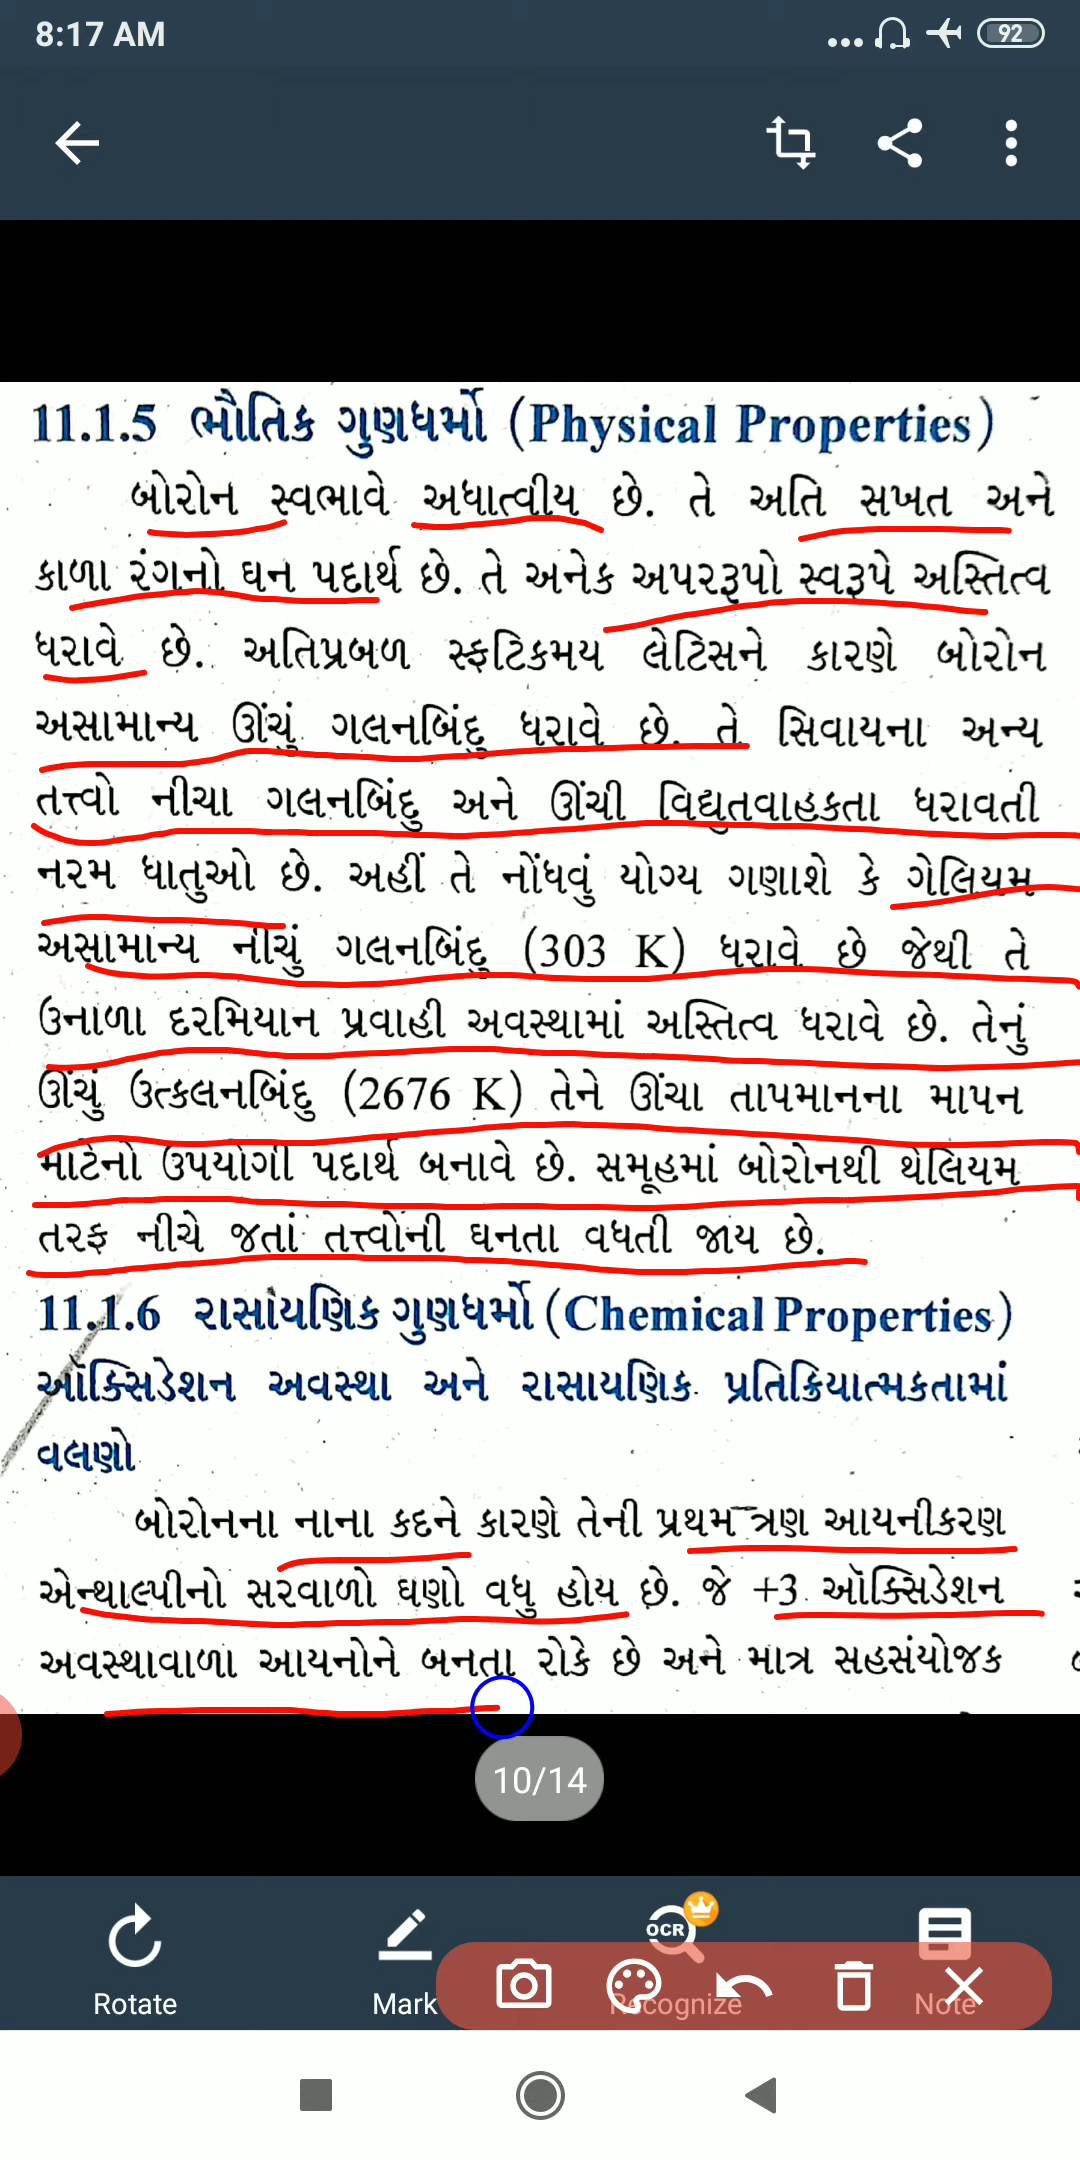 8:17 AM
92
11.1.5 ભૌતિક ગુણધર્મો (Physical Properties)
બોરોન સ્વભાવે અધાત્વીય છે. તે અતિ સખત અને
કાળા રંગનો ઘન પદાર્થ છે. તે અનેક અપરરૂપો સ્વરૂપે અસ્તિત્વ
ધરાવે છે. અતિપ્રબળ સ્ફટિકમય લેટિસને કારણે બોરોન
અસામાન્ય ઊંચું ગલનબિંદુ ધરાવે છે. તે સિવાયના અન્ય
તત્ત્વો નીચા ગલનબિંદુ અને ઊંચી વિદ્યુતવાહકતા ધરાવતી
નરમ ધાતુઓ છે. અહીં તે નોંધવું યોગ્ય ગણાશે કે ગેલિયમ
અસામાન્ય નીચું ગલનબિંદુ (303 K) ધરાવે છે જેથી તે
ઉનાળા દરમિયાન પ્રવાહી અવસ્થામાં અસ્તિત્વ ધરાવે છે. તેનું
ઊંચું ઉત્કલનબિંદુ (2676 K) તેને ઊંચા તાપમાનના માપન
માટેનો ઉપયોગી પદાર્થ બનાવે છે. સમૂહમાં બોરોનથી થેલિયમ
તરફ નીચે જતાં તત્ત્વોની ઘનતા વધતી જાય છે.
11.1.6 રાસાયણિક ગુણધર્મો (Chemical Properties)
ઑક્સિડેશન અવસ્થા અને રાસાયણિક પ્રતિક્રિયાત્મકતામાં
વલણો
બોરોનના નાના કદને કારણે તેની પ્રથમ ત્રણ આયનીકરણ
એન્થાલ્પીનો સરવાળો ઘણો વધુ હોય છે. જે +3 ઑક્સિડેશન
અવસ્થાવાળા આયનોને બનતા રોકે છે અને માત્ર સહસંયોજક
10/14
OCR
Rotate Mark Recognize Note